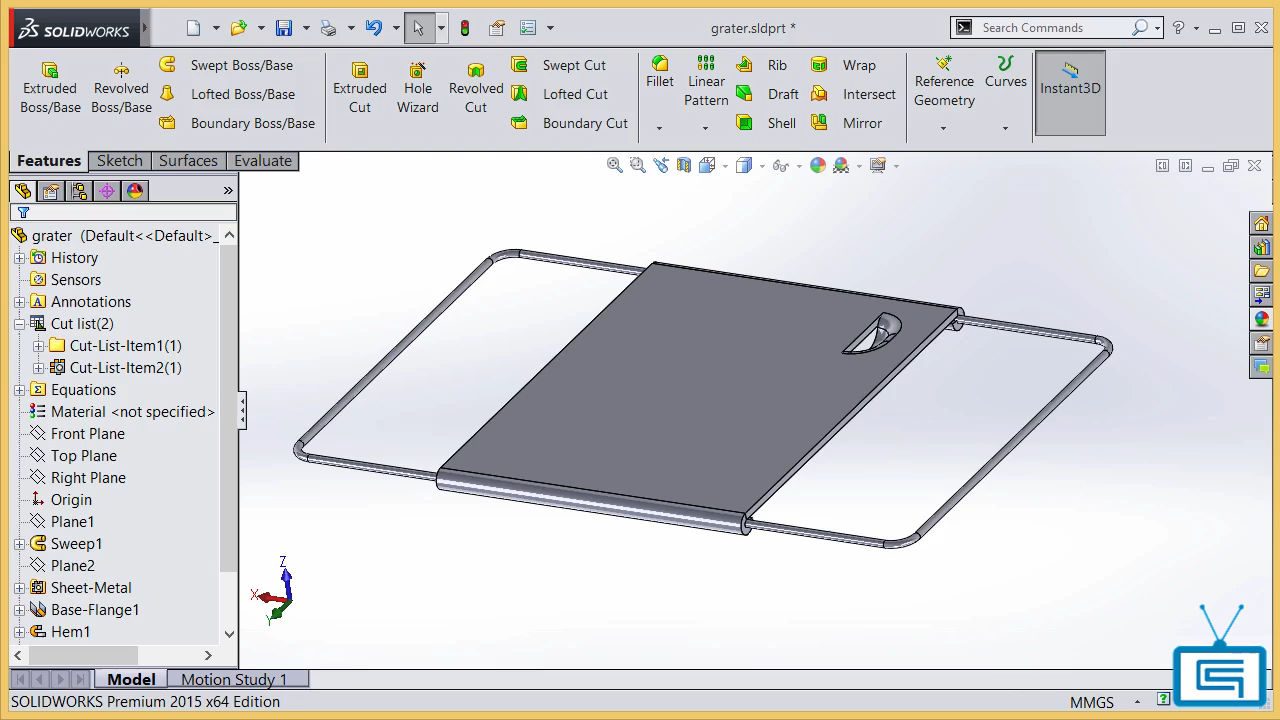 SOLIDWORKS
grater.sldprt *
Search Commands
Extruded Boss/Base
Revolved Boss/Base
Swept Boss/Base
Lofted Boss/Base
Boundary Boss/Base
Extruded Cut
Hole Wizard
Revolved Cut
Swept Cut
Lofted Cut
Boundary Cut
Fillet
Linear Pattern
Rib
Draft
Shell
Wrap
Intersect
Mirror
Reference Geometry
Curves
Instant3D
Features
Sketch
Surfaces
Evaluate
grater (Default<<Default>_
History
Sensors
Annotations
Cut list(2)
Cut-List-Item1(1)
Cut-List-Item2(1)
Equations
Material <not specified>
Front Plane
Top Plane
Right Plane
Origin
Plane1
Sweep1
Plane2
Sheet-Metal
Base-Flange1
Hem1
Z
X
Y
Model
Motion Study 1
SOLIDWORKS Premium 2015 x64 Edition
MMGS